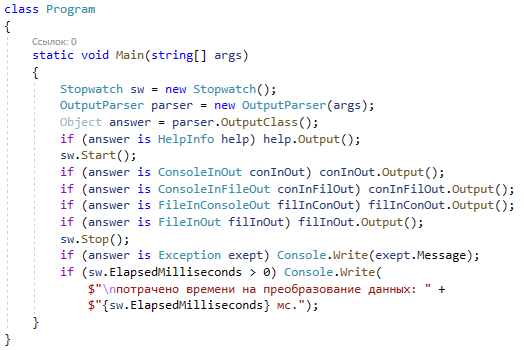 class Program
{
Ссылок: 0
static void Main(string[] args)
{
Stopwatch sw = new Stopwatch();
OutputParser parser = new OutputParser(args);
Object answer = parser.OutputClass();
if (answer is HelpInfo help) help.Output();
sw.Start();
if (answer is ConsoleInOut conInOut) conInOut.Output();
if (answer is ConsoleInFileOut conInFilOut) conInFilOut.Output();
if (answer is FileInConsoleOut filInConOut) filInConOut.Output();
if (answer is FileInOut filInOut) filInOut.Output();
sw.Stop();
if (answer is Exception exept) Console.Write(exept.Message);
if (sw.ElapsedMilliseconds > 0) Console.Write(
$"\nпотрачено времени на преобразование данных: " +
$"{sw.ElapsedMilliseconds} мс.");
}
}